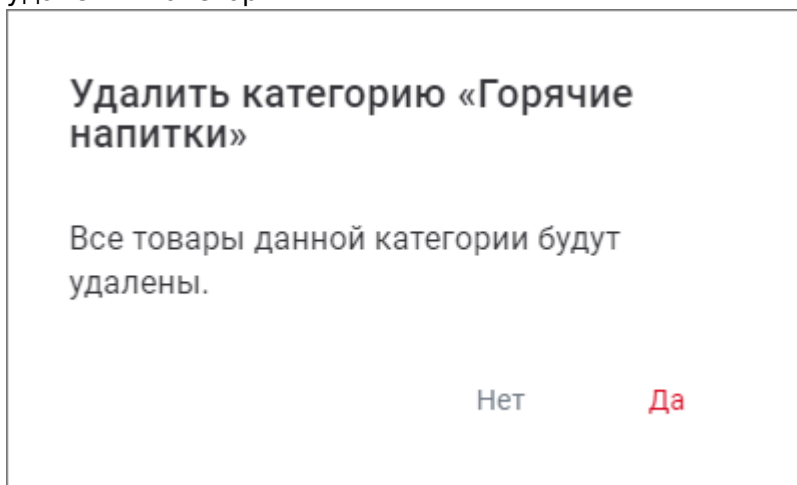 Удалить категорию «Горячие
напитки»
Все товары данной категории будут
удалены.
Нет Да